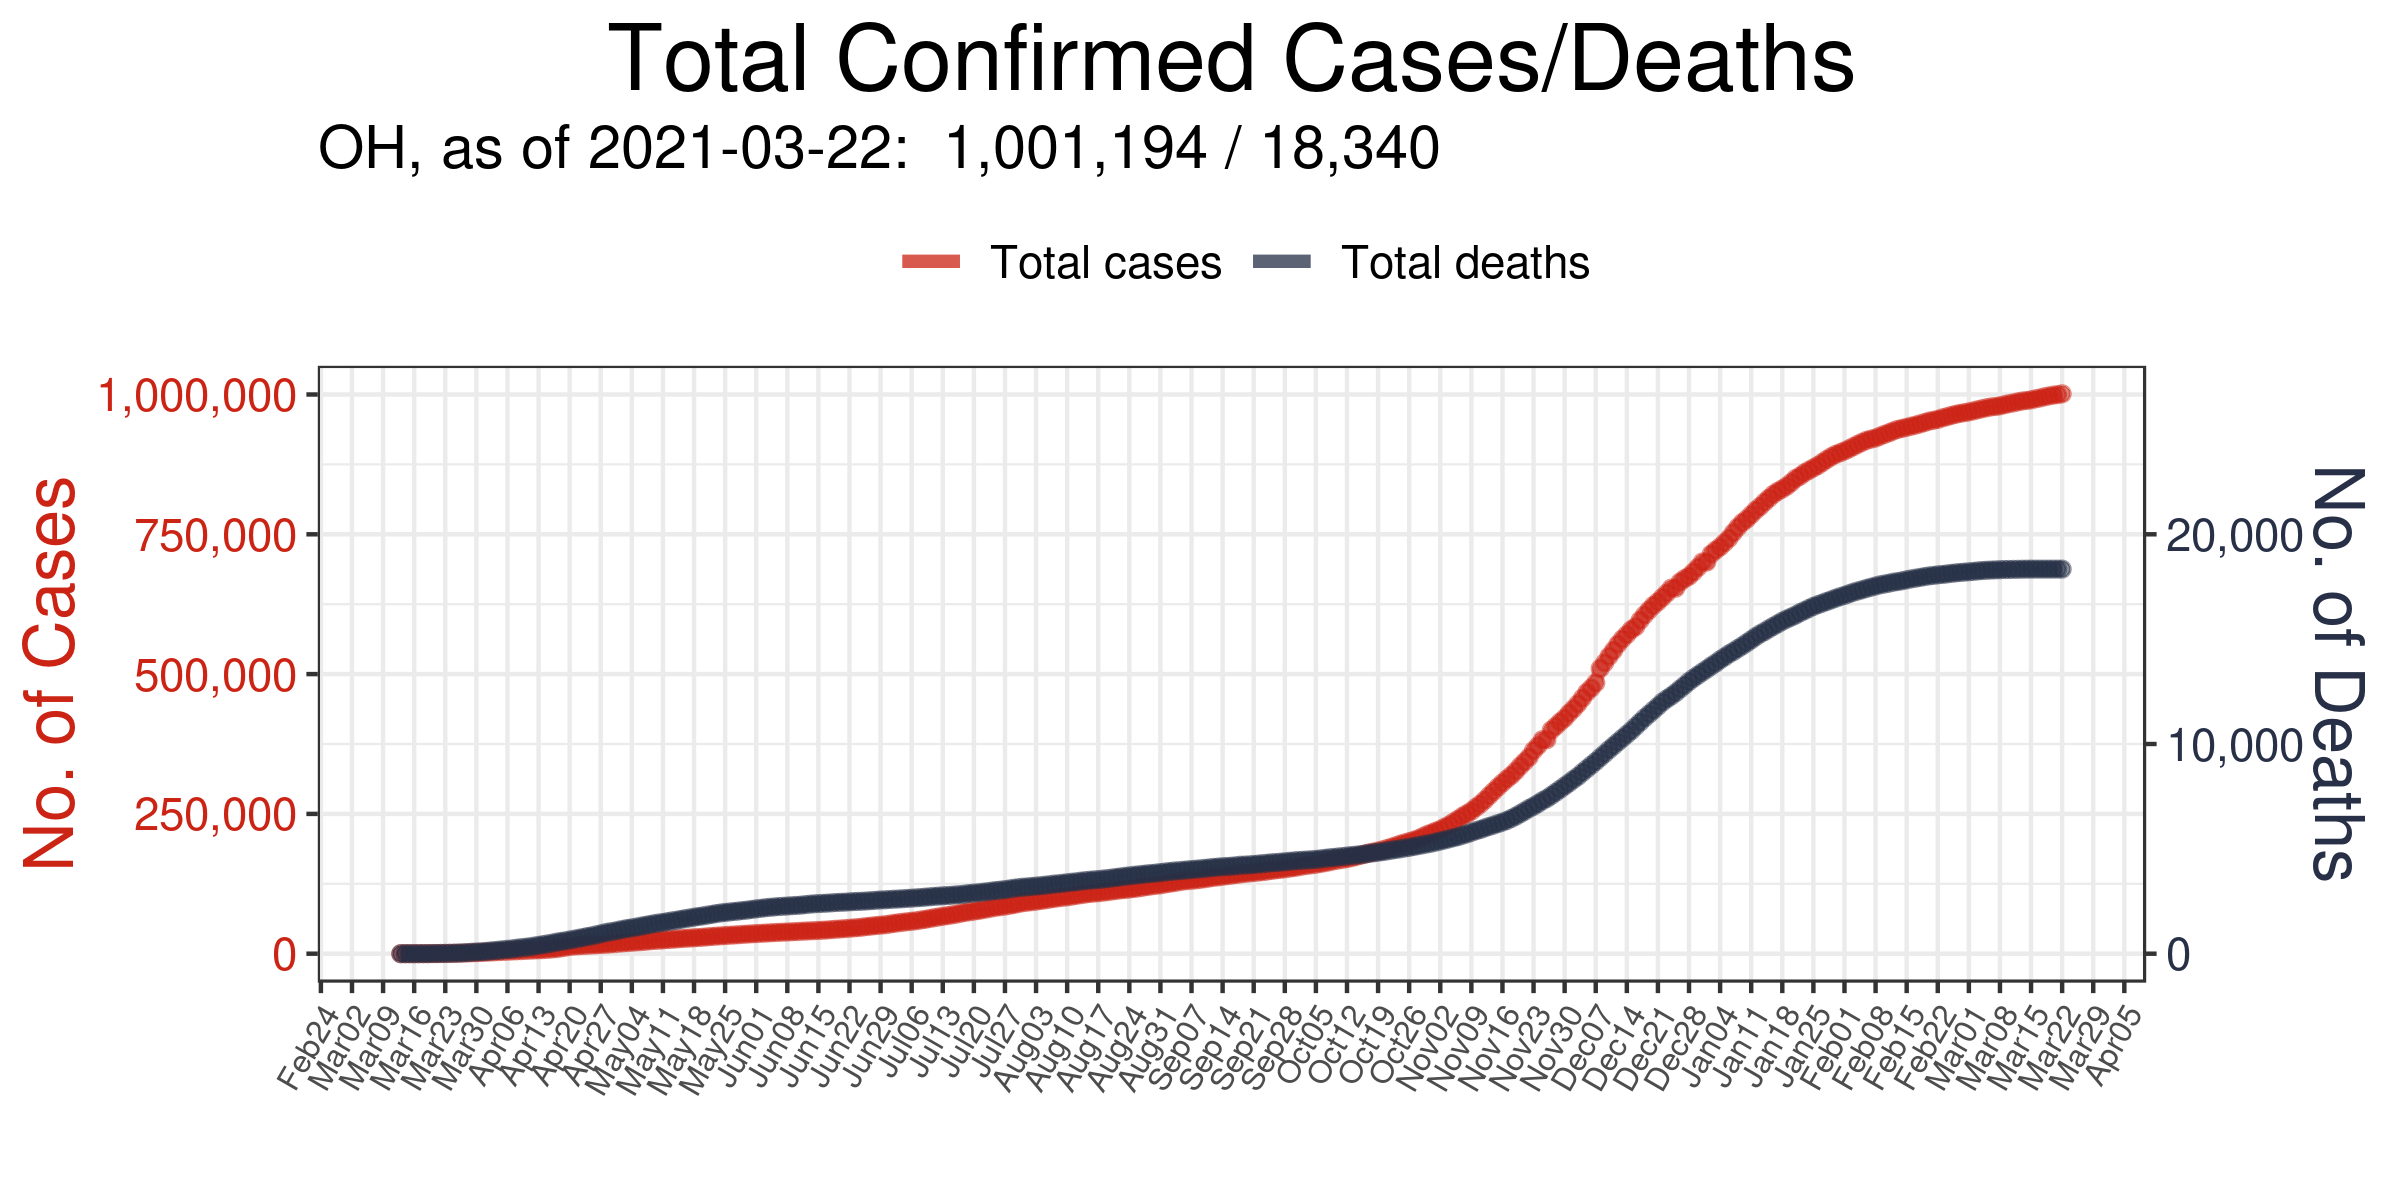 Total Confirmed Cases/Deaths
OH, as of 2021-03-22:  1,001,194 / 18,340
Total cases
Total deaths
No. of Cases
1,000,000
750,000
500,000
250,000
0
20,000
10,000
0
No. of Deaths
Feb24
Mar02
Mar09
Mar16
Mar23
Mar30
Apr06
Apr13
Apr20
Apr27
May04
May11
May18
May25
Jun01
Jun08
Jun15
Jun22
Jun29
Jul06
Jul13
Jul20
Jul27
Aug03
Aug10
Aug17
Aug24
Aug31
Sep07
Sep14
Sep21
Sep28
Oct05
Oct12
Oct19
Oct26
Nov02
Nov09
Nov16
Nov23
Nov30
Dec07
Dec14
Dec21
Dec28
Jan04
Jan11
Jan18
Jan25
Feb01
Feb08
Feb15
Feb22
Mar01
Mar08
Mar15
Mar22
Mar29
Apr05